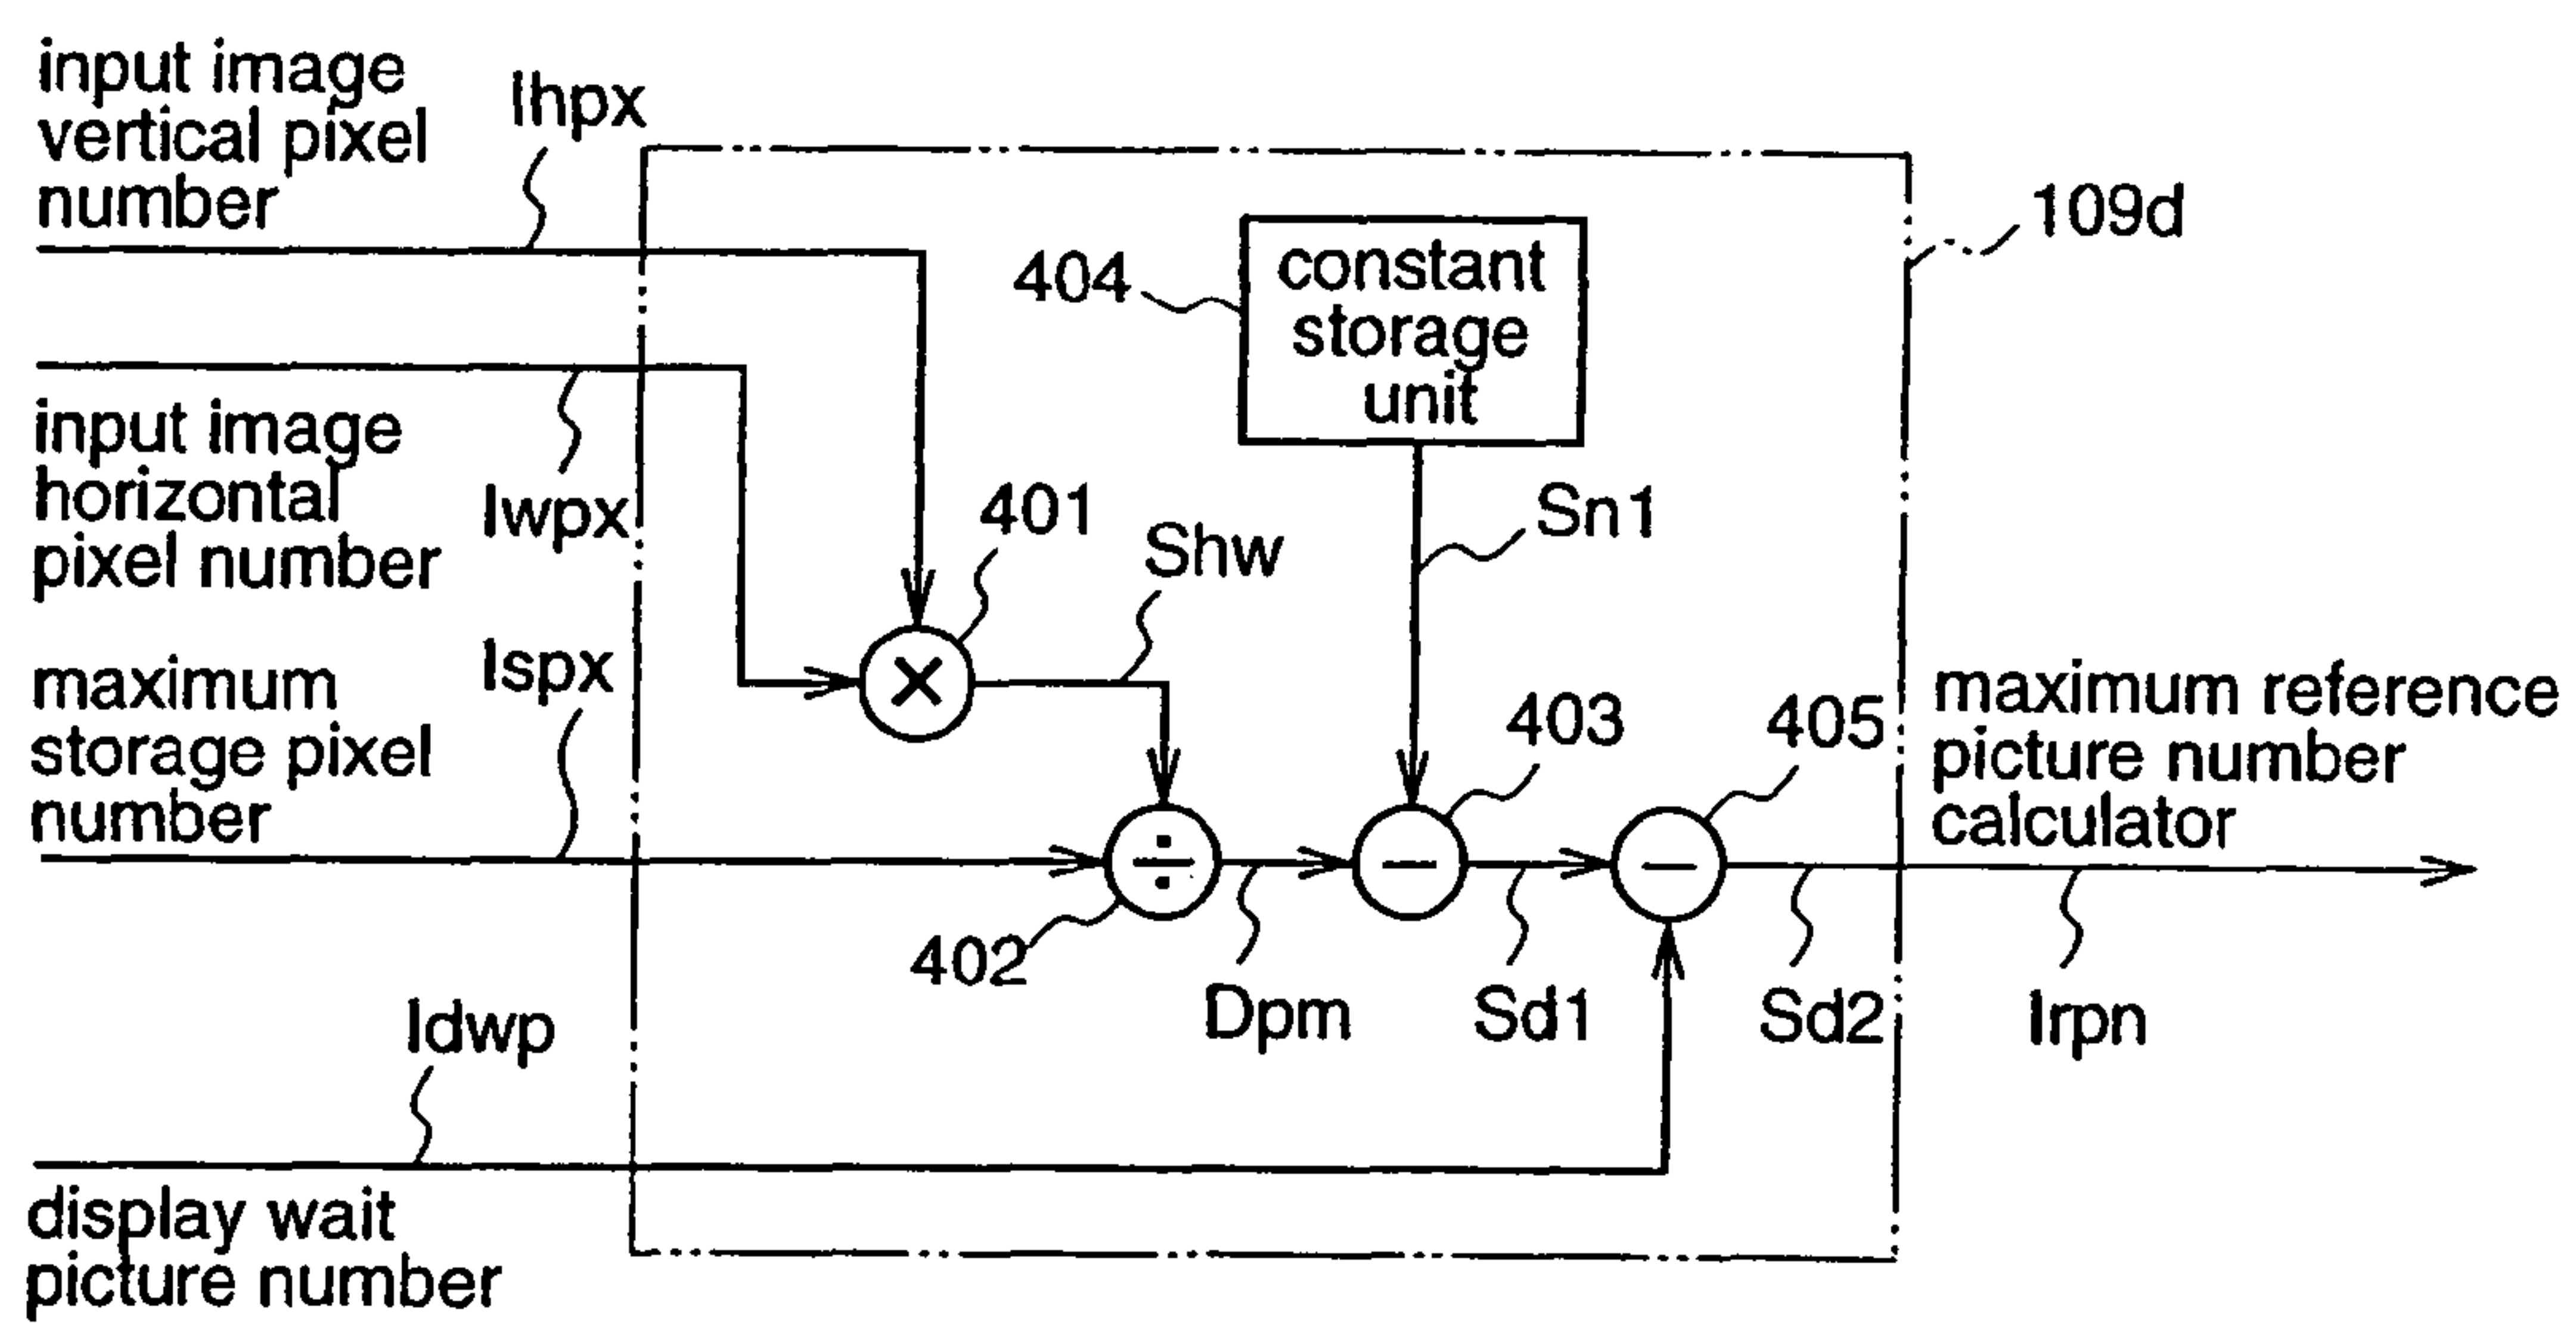 input image
vertical pixel
number
Ihpx
109d
404
constant
storage
unit
input image
horizontal
pixel number
Iwpx
401
Shw
Sn1
maximum
storage pixel
number
Ispx
×
403
405
maximum reference
picture number
calculator
÷
−
−
402
Dpm
Sd1
Sd2
Irpn
Idwp
display wait
picture number